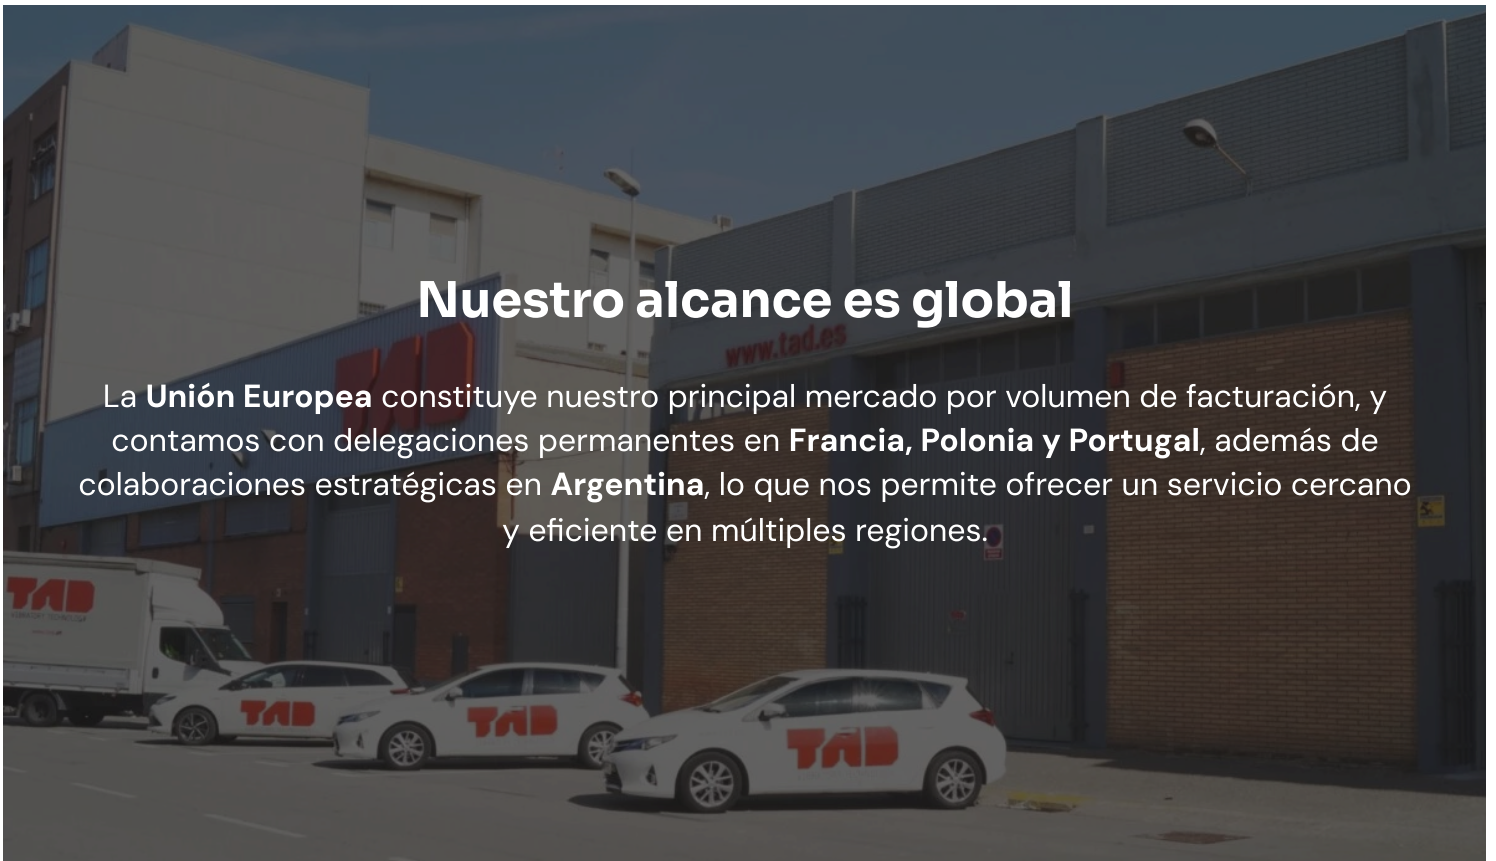 Nuestro alcance es global
TAD
www.tad.es
La Unión Europea constituye nuestro principal mercado por volumen de facturación, y
contamos con delegaciones permanentes en Francia, Polonia y Portugal, además de
colaboraciones estratégicas en Argentina, lo que nos permite ofrecer un servicio cercano
y eficiente en múltiples regiones.
TAD
TAD
TAD
TAD